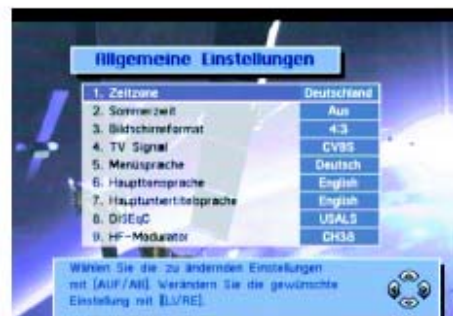 Allgemeine Einstellungen
1. Zeitzone Deutschland
2. Sommerzeit Aus
3. Bildschirmformat 4:3
4. TV Signal CVBS
5. Menüsprache Deutsch
6. Haupttonsprache English
7. Hauptuntertitelsprache English
8. DiSEqC USALS
9. HF-Modurator CH38
Wählen Sie die zu ändernden Einstellungen
mit [AUF/AB]. Verändern Sie die gewünschte
Einstellung mit [LI/RE].